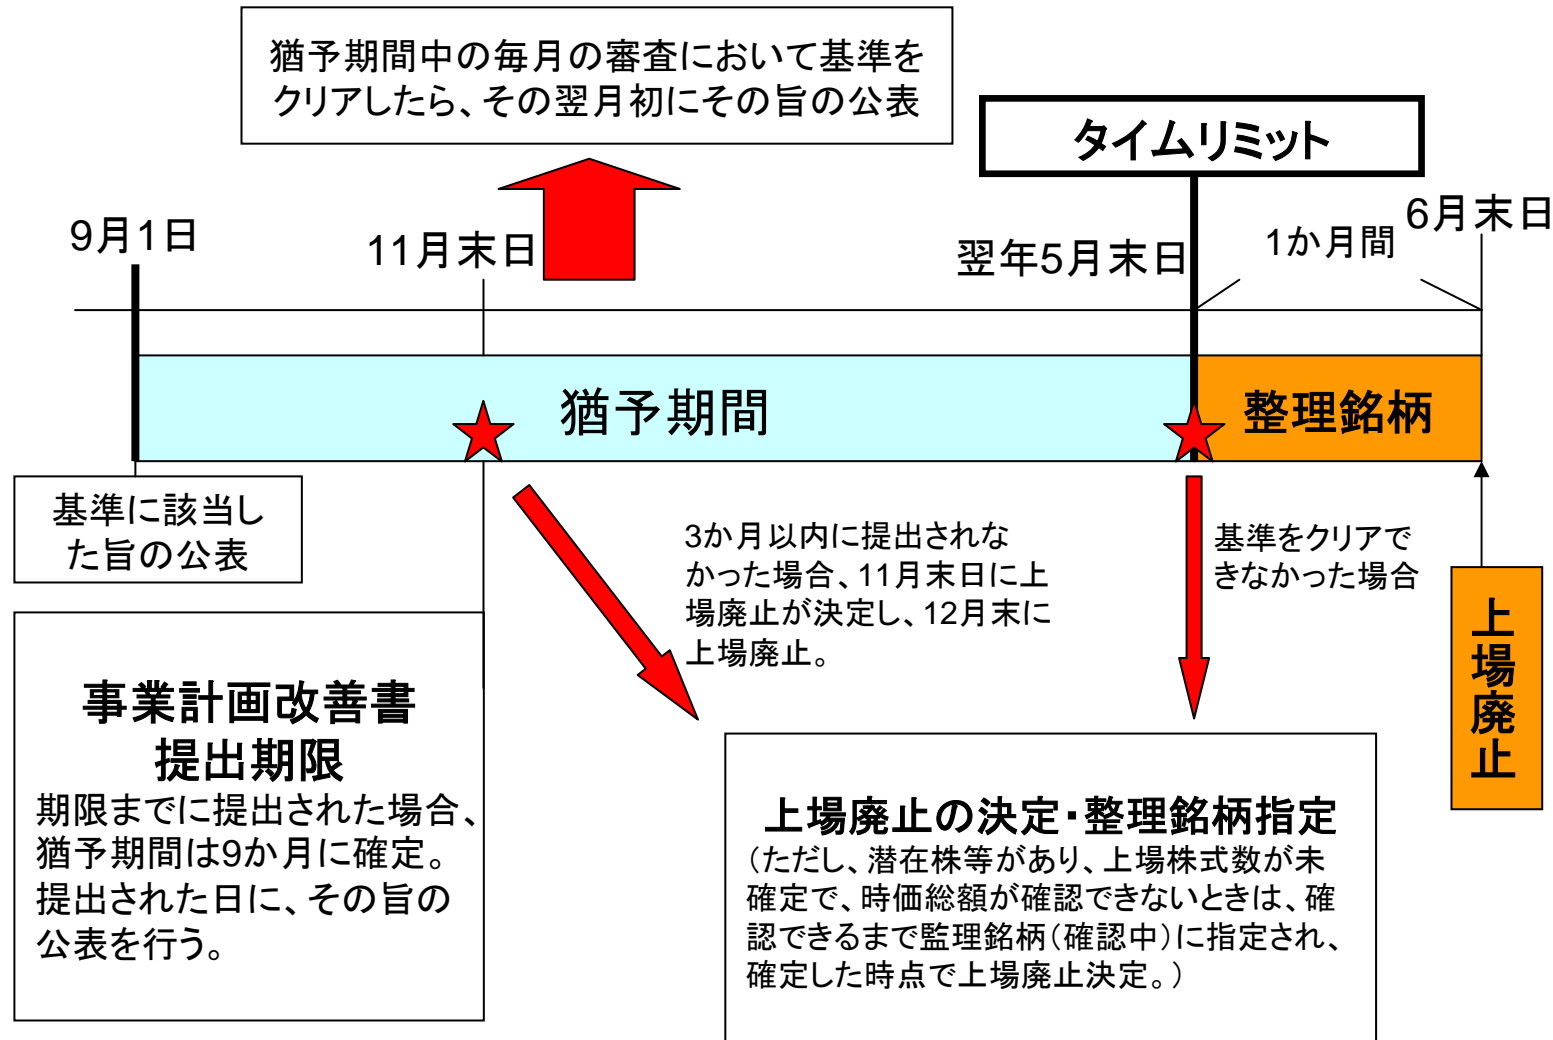 猶予期間中の毎月の審査において基準を
クリアしたら、その翌月初にその旨の公表
タイムリミット
9月1日
11月末日
翌年5月末日
1か月間
6月末日
猶予期間
整理銘柄
基準に該当し
た旨の公表
3か月以内に提出されな
かった場合、11月末日に上
場廃止が決定し、12月末に
上場廃止。
基準をクリアで
きなかった場合
上場廃止
事業計画改善書
提出期限
期限までに提出された場合、
猶予期間は9か月に確定。
提出された日に、その旨の
公表を行う。
上場廃止の決定・整理銘柄指定
（ただし、潜在株等があり、上場株式数が未
確定で、時価総額が確認できないときは、確
認できるまで監理銘柄（確認中）に指定され、
確定した時点で上場廃止決定。）